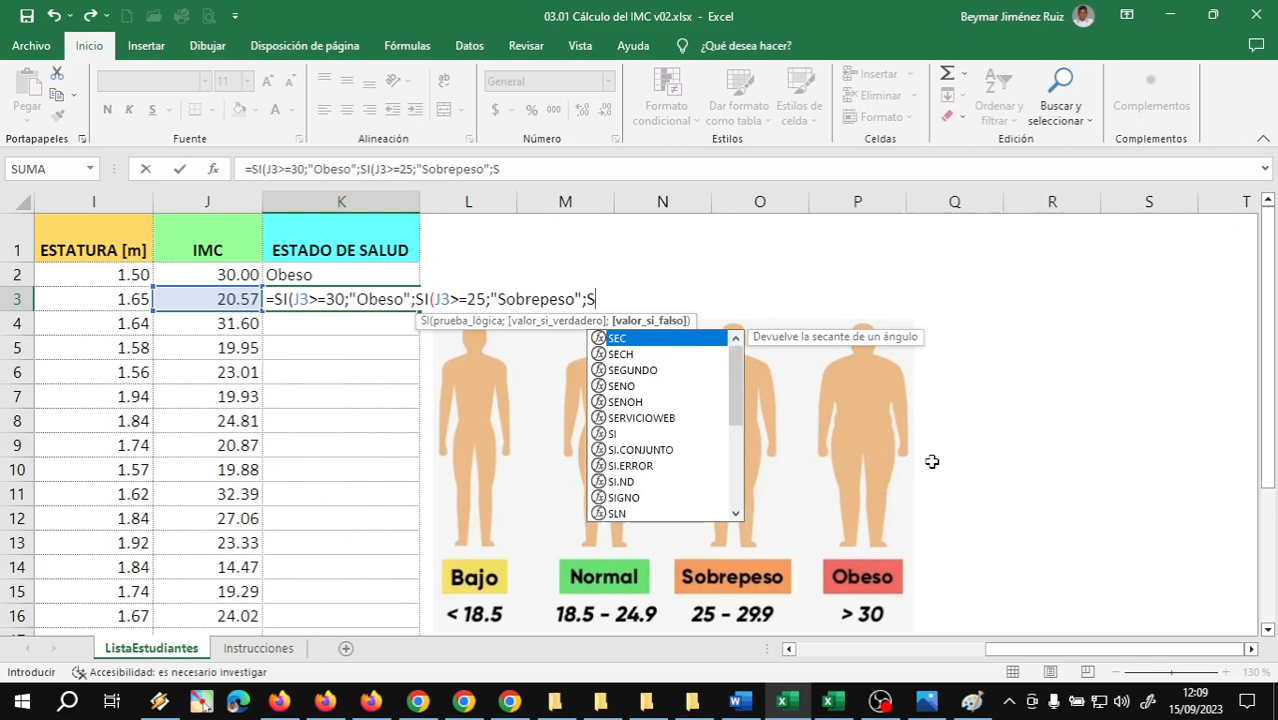 03.01 Cálculo del IMC v02.xlsx - Excel
Beymar Jiménez Ruiz
Archivo Inicio Insertar Dibujar Disposición de página Fórmulas Datos Revisar Vista Ayuda ¿Qué desea hacer?
Pegar
11
General
Formato condicional
Dar formato como tabla
Estilos de celda
Insertar
Eliminar
Formato
Ordenar y filtrar
Buscar y seleccionar
Complementos
N K S
$ % 000
Portapapeles Fuente Alineación Número Estilos Celdas Edición Complementos
SUMA =SI(J3>=30;"Obeso";SI(J3>=25;"Sobrepeso";S
I J K L M N O P Q R S T
1 ESTATURA [m] IMC ESTADO DE SALUD
2 1.50 30.00 Obeso
3 1.65 20.57 =SI(J3>=30;"Obeso";SI(J3>=25;"Sobrepeso";S
SI(prueba_lógica; [valor_si_verdadero]; [valor_si_falso])
4 1.64 31.60
5 1.58 19.95
6 1.56 23.01
7 1.94 19.93
8 1.84 24.81
9 1.74 20.87
10 1.57 19.88
11 1.62 32.39
12 1.84 27.06
13 1.92 23.33
14 1.84 14.47
15 1.74 19.29
16 1.67 24.02
SEC
Devuelve la secante de un ángulo
SECH
SEGUNDO
SENO
SENOH
SERVICIOWEB
SI
SI.CONJUNTO
SI.ERROR
SI.ND
SIGNO
SLN
Bajo Normal Sobrepeso Obeso
< 18.5 18.5 - 24.9 25 - 29.9 > 30
ListaEstudiantes Instrucciones
Introducir Accesibilidad: es necesario investigar 130 %
12:09
15/09/2023